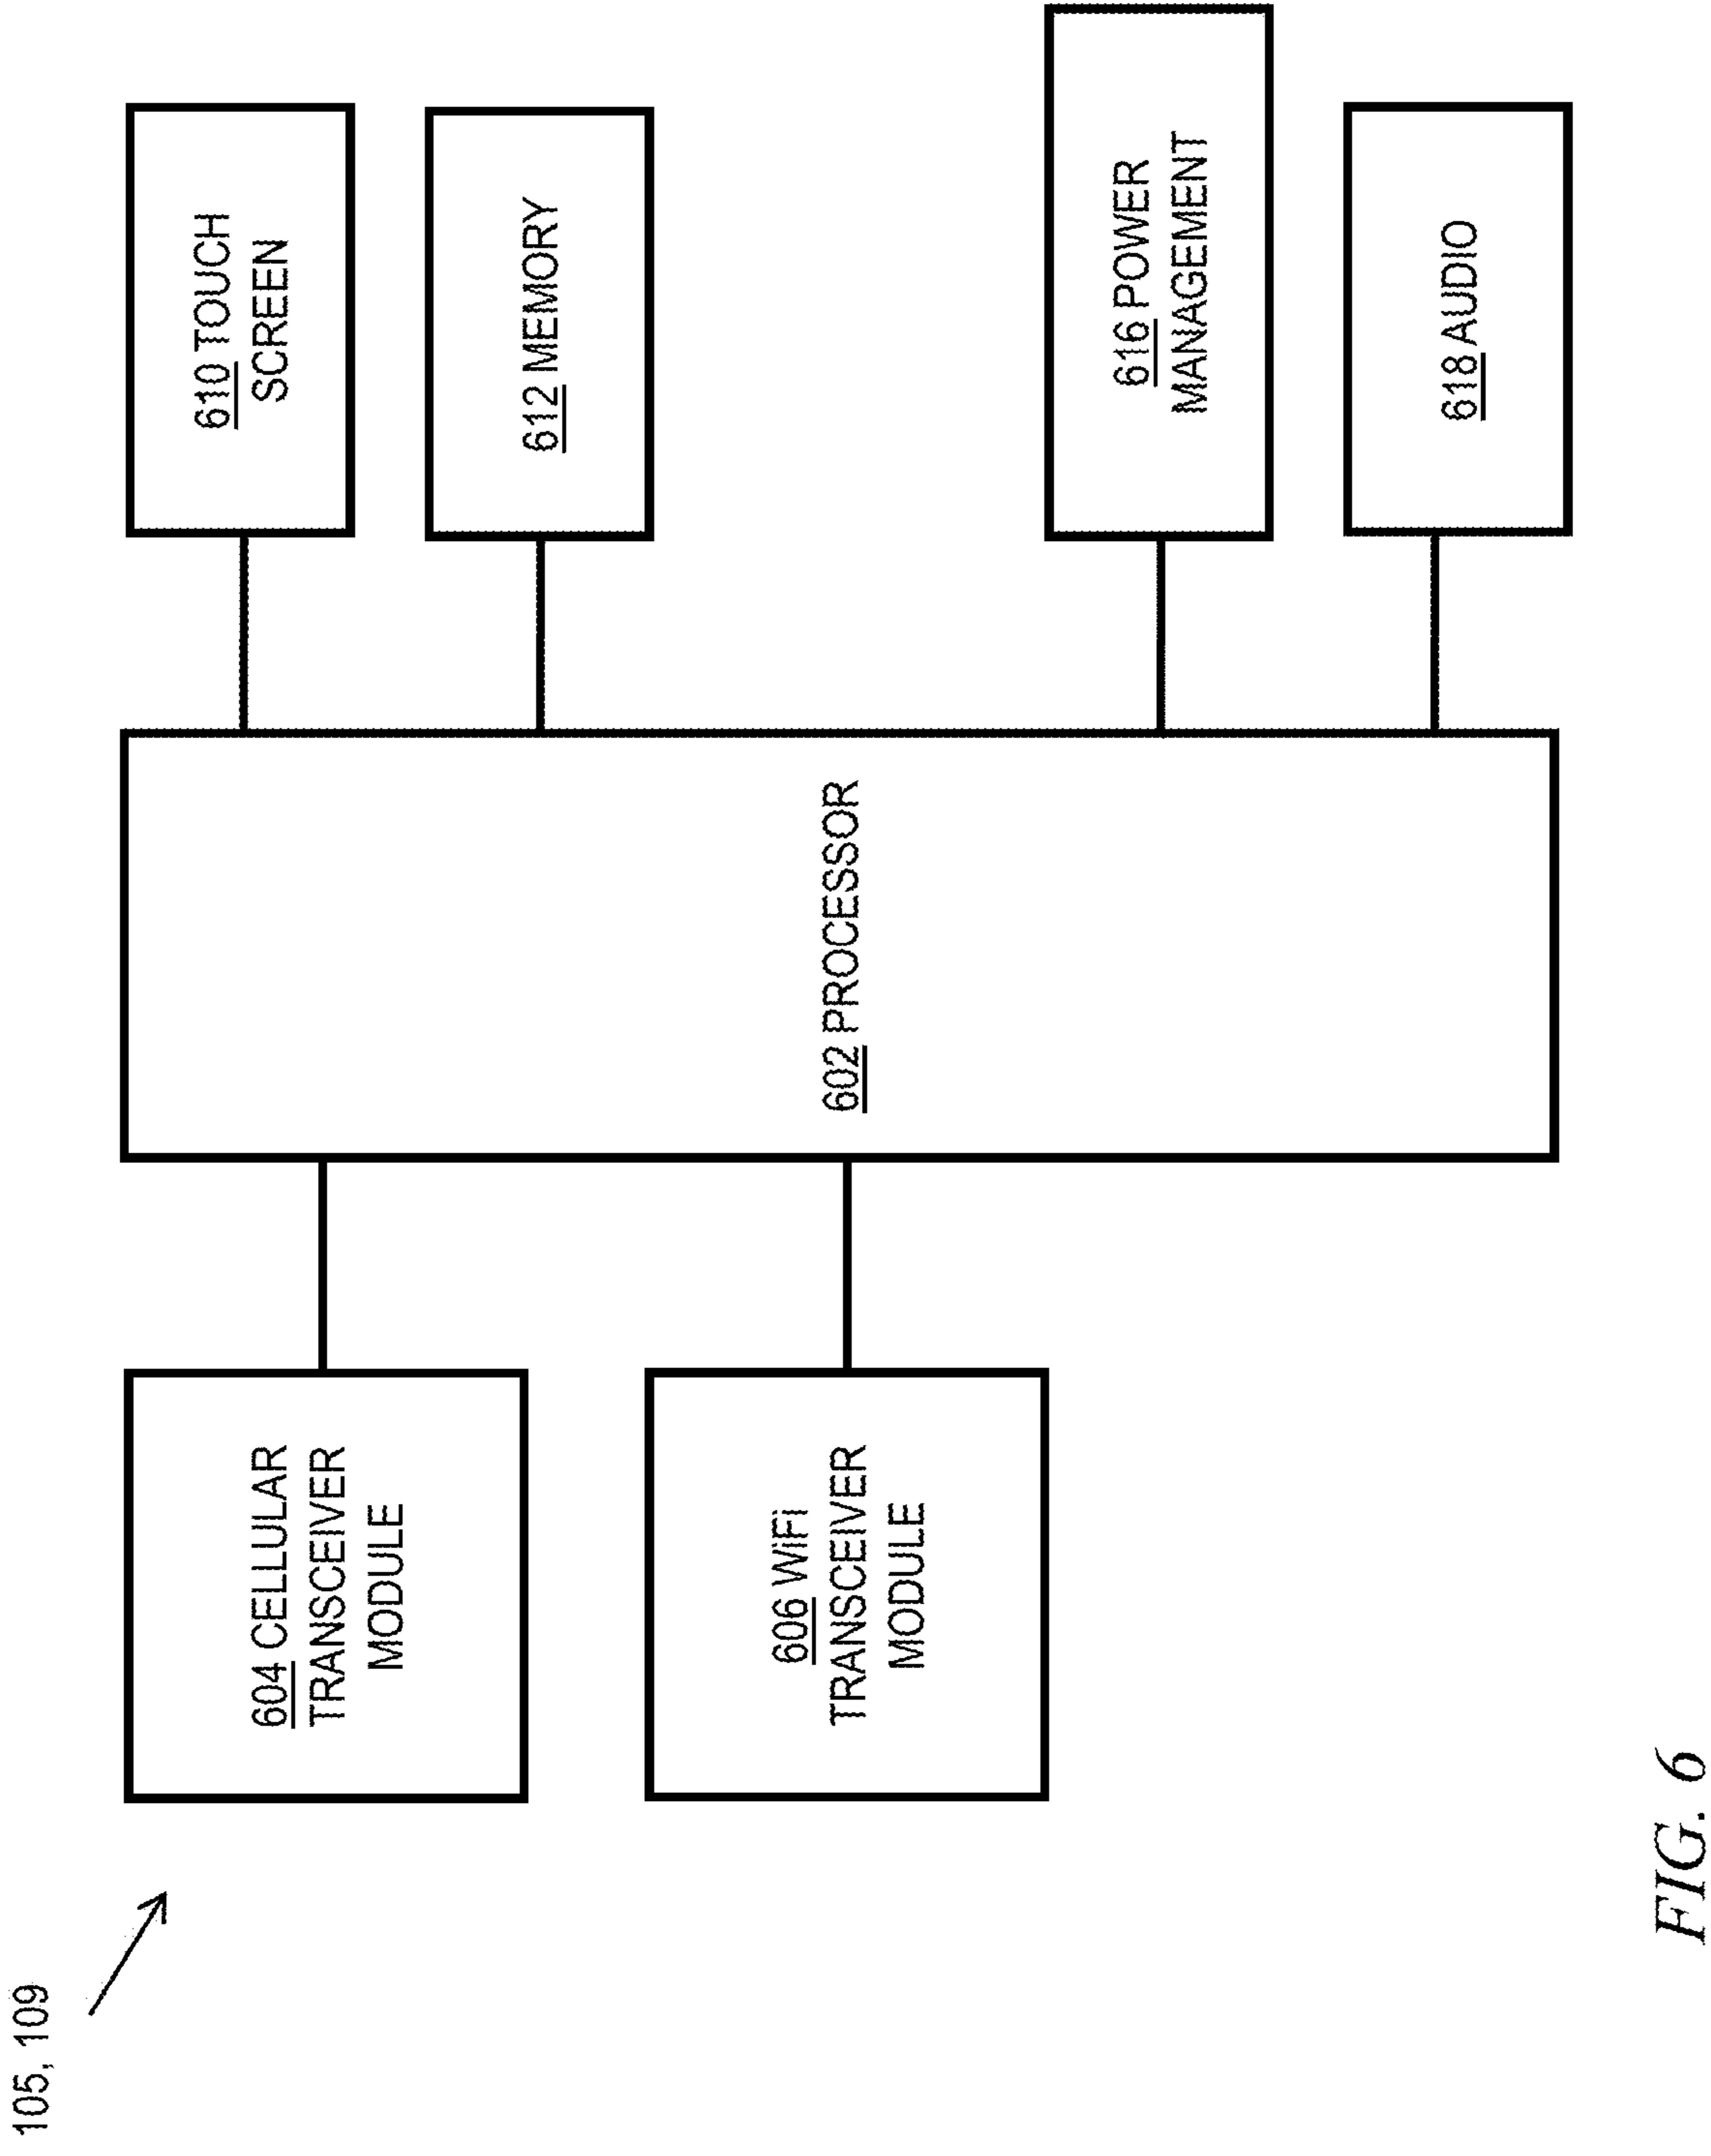 105, 109
604 CELLULAR
TRANSCEIVER
MODULE
606 WiFi
TRANSCEIVER
MODULE
602 PROCESSOR
610 TOUCH
SCREEN
612 MEMORY
616 POWER
MANAGEMENT
618 AUDIO
FIG. 6